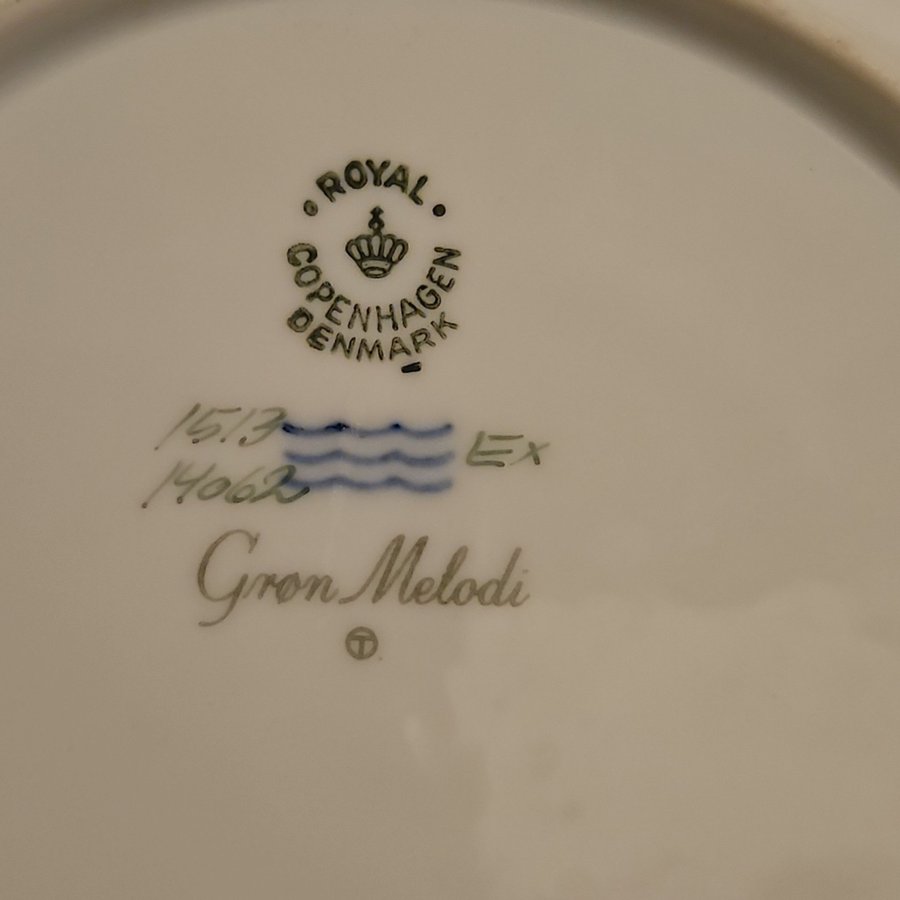 • ROYAL •
COPENHAGEN
DENMARK
1513 Ex
14062
Grøn Melodi
T